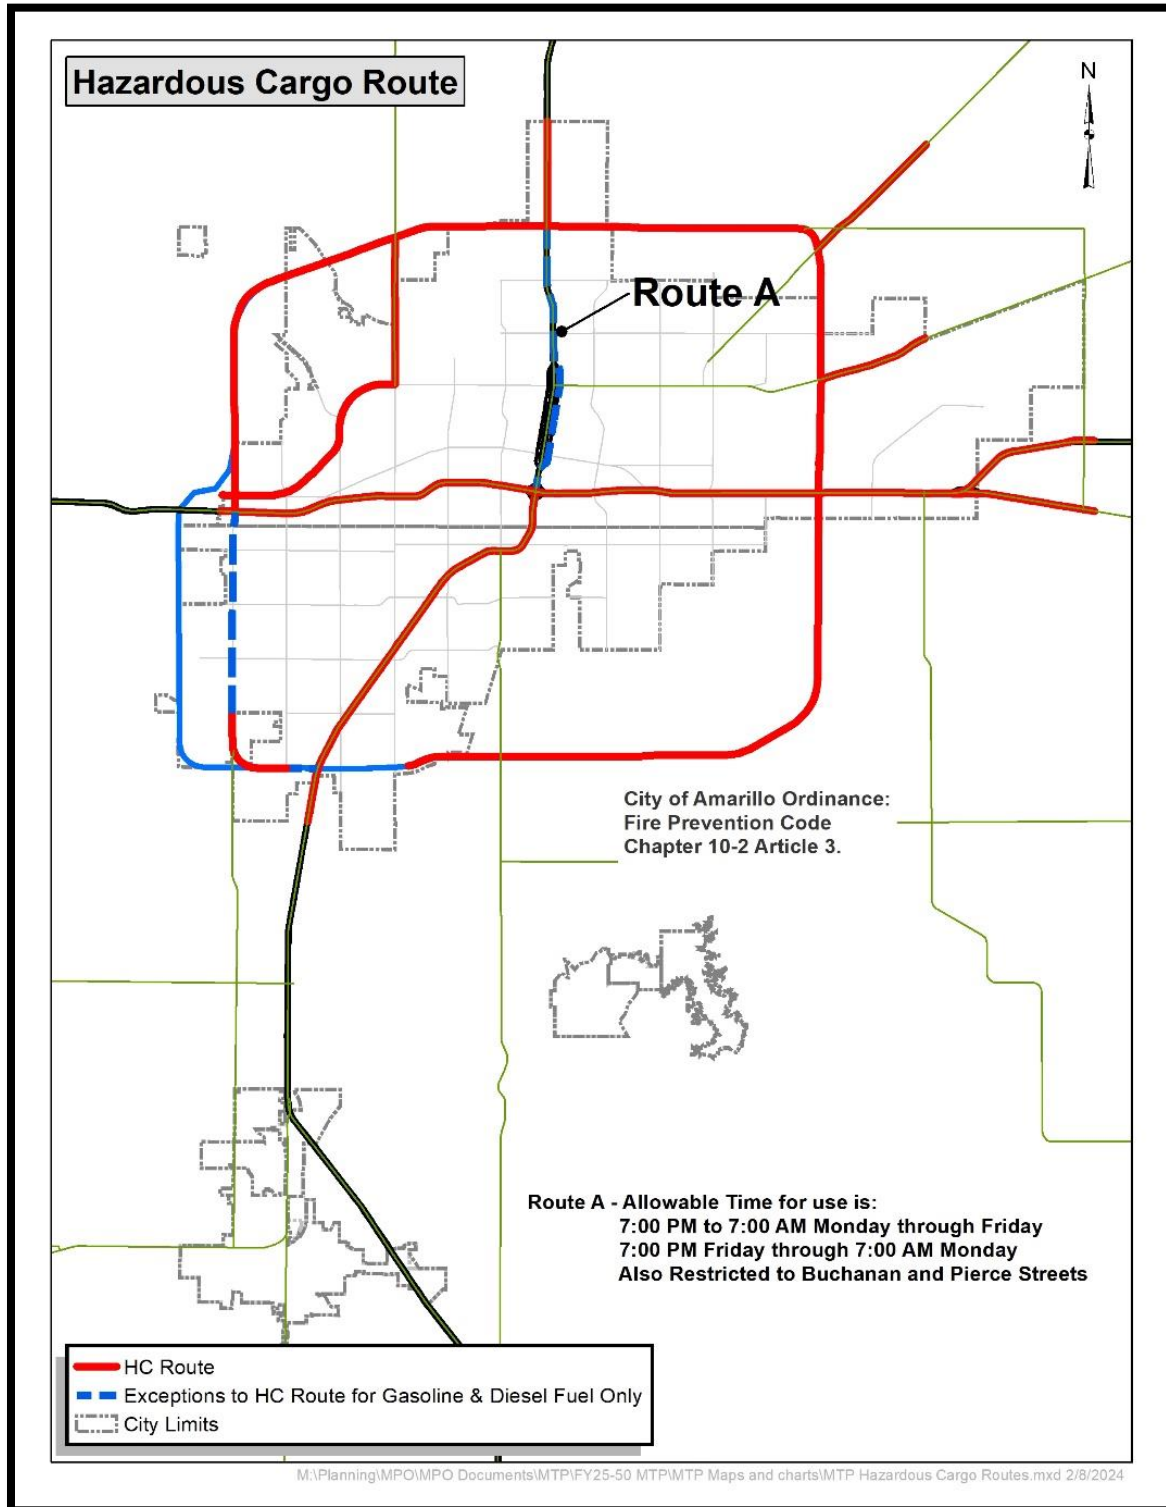 Hazardous Cargo Route
N
Route A
City of Amarillo Ordinance:
Fire Prevention Code
Chapter 10-2 Article 3.
Route A - Allowable Time for use is:
7:00 PM to 7:00 AM Monday through Friday
7:00 PM Friday through 7:00 AM Monday
Also Restricted to Buchanan and Pierce Streets
HC Route
Exceptions to HC Route for Gasoline & Diesel Fuel Only
City Limits
M:\Planning\MPO\MPO Documents\MTP\FY25-50 MTP\MTP Maps and charts\MTP Hazardous Cargo Routes.mxd 2/8/2024